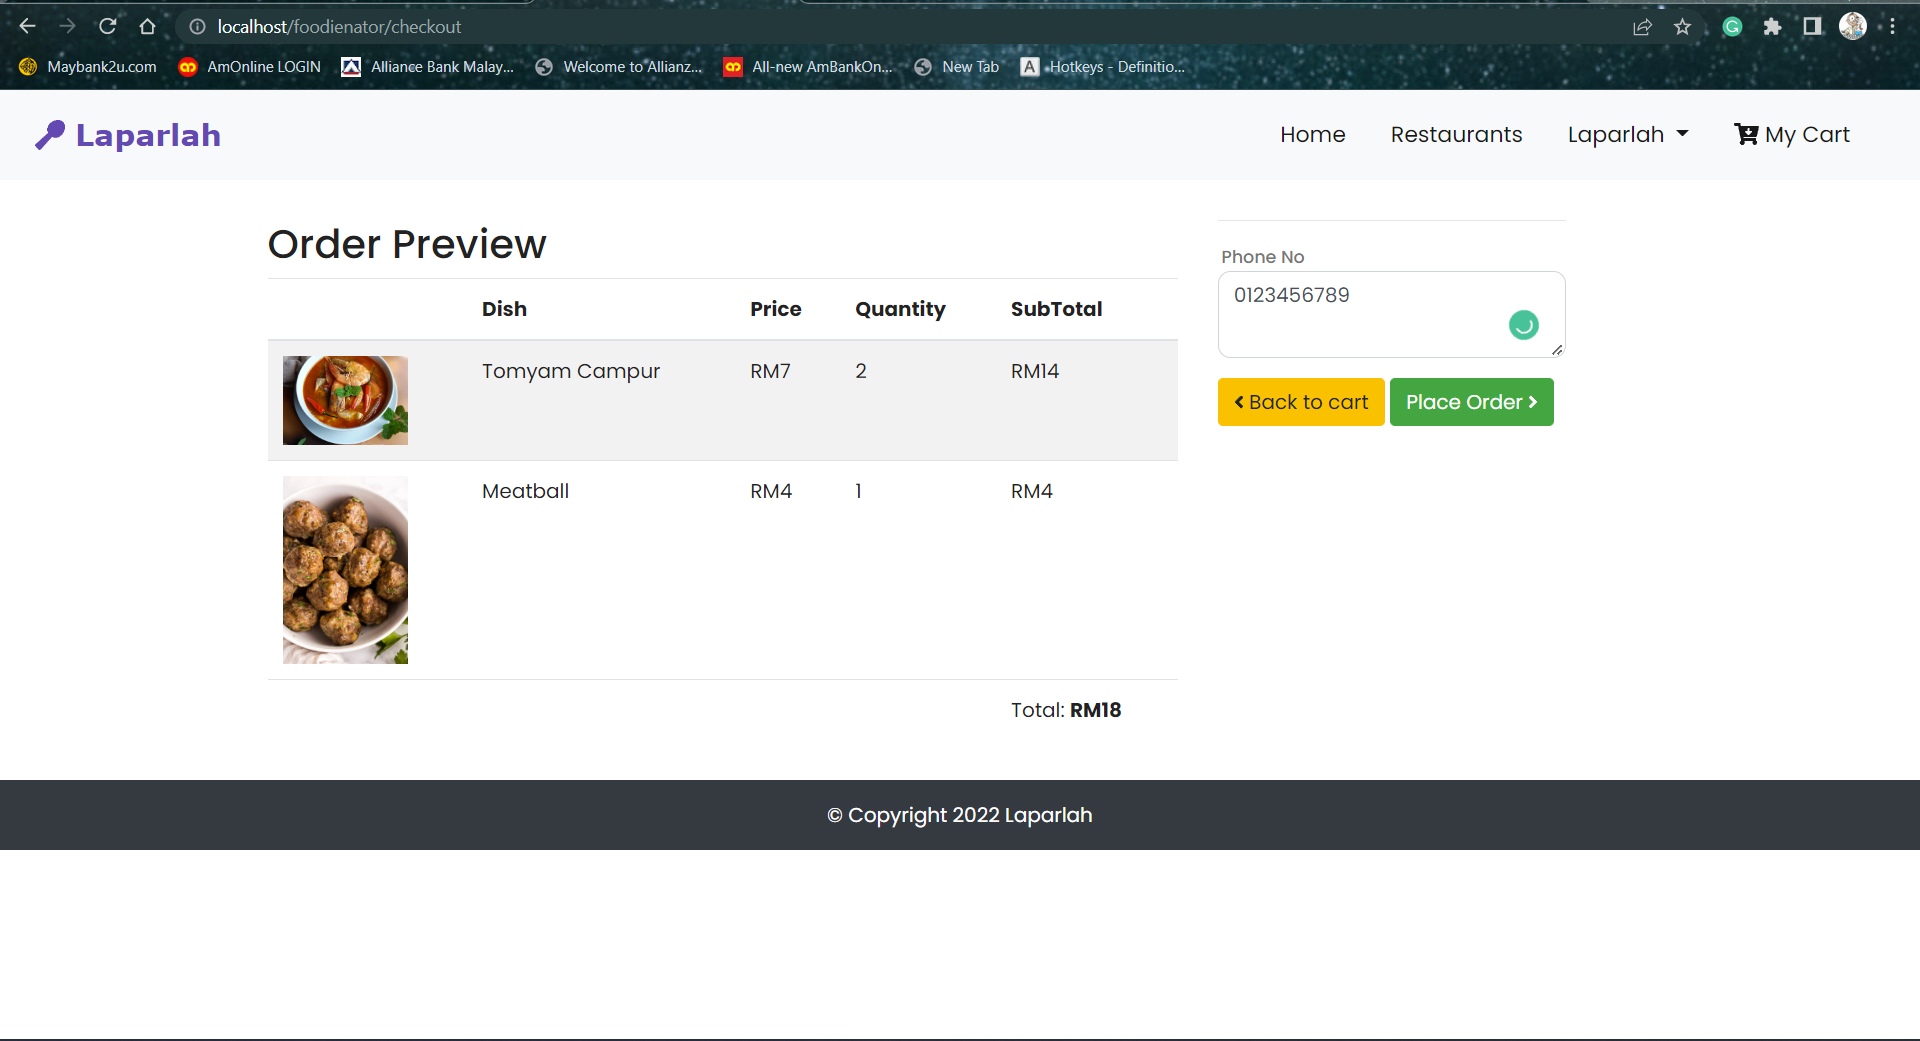 localhost/foodienator/checkout
Maybank2u.com AmOnline LOGIN Alliance Bank Malay... Welcome to Allianz... All-new AmBankOn... New Tab A Hotkeys - Definitio...
Laparlah Home Restaurants Laparlah My Cart
Order Preview
Dish Price Quantity SubTotal
Tomyam Campur RM7 2 RM14
Meatball RM4 1 RM4
Total: RM18
Phone No
0123456789
Back to cart Place Order
© Copyright 2022 Laparlah